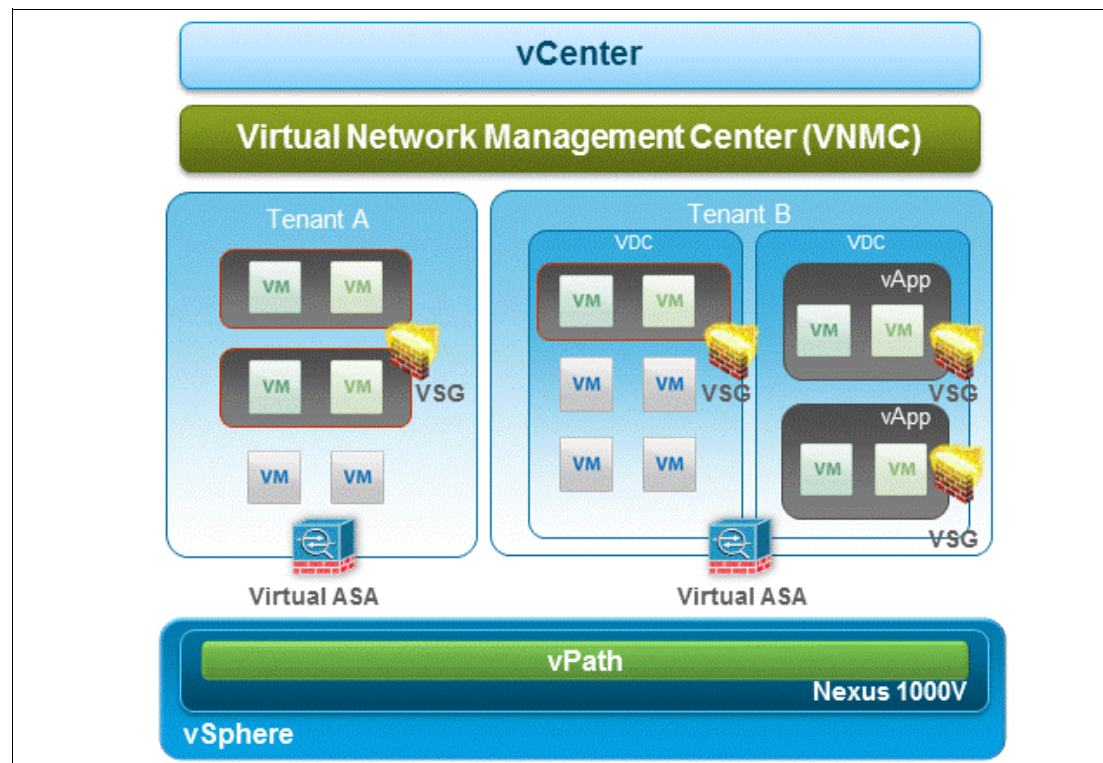 vCenter
Virtual Network Management Center (VNMC)
Tenant A
VM VM
VM VM
VSG
VM VM
Virtual ASA
Tenant B
VDC
VM VM
VSG
VM VM
VM VM
VDC
vApp
VM VM
VSG
vApp
VM VM
VSG
Virtual ASA
vPath
Nexus 1000V
vSphere